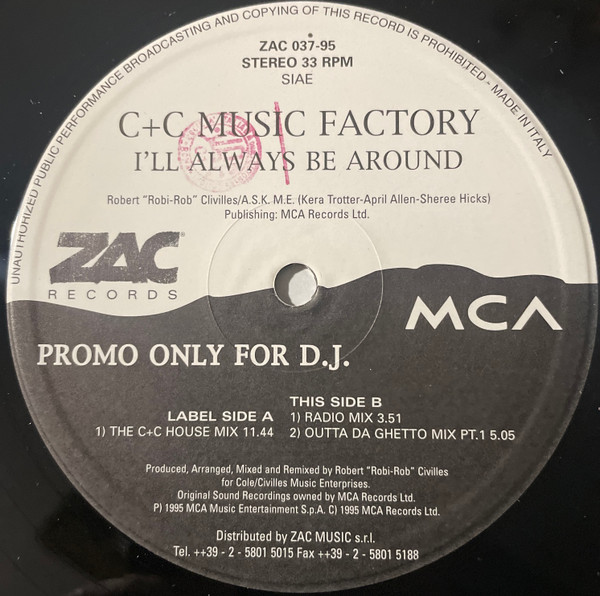 UNAUTHORIZED PUBLIC PERFORMANCE BROADCASTING AND COPYING OF THIS RECORD IS PROHIBITED - MADE IN ITALY
ZAC 037-95
STEREO 33 RPM
SIAE
C+C MUSIC FACTORY
I'LL ALWAYS BE AROUND
Robert "Robi-Rob" Clivilles/A.S.K. M.E. (Kera Trotter-April Allen-Sheree Hicks)
Publishing: MCA Records Ltd.
ZAC
RECORDS
MCA
PROMO ONLY FOR D.J.
THIS SIDE B
LABEL SIDE A
1) RADIO MIX 3.51
1) THE C+C HOUSE MIX 11.44
2) OUTTA DA GHETTO MIX PT.1 5.05
Produced, Arranged, Mixed and Remixed by Robert "Robi-Rob" Civilles
for Cole/Civilles Music Enterprises.
Original Sound Recordings owned by MCA Records Ltd.
P) 1995 MCA Music Entertainment S.p.A. C) 1995 MCA Records Ltd.
Distributed by ZAC MUSIC s.r.l.
Tel. ++39 - 2 - 5801 5015 Fax ++39 - 2 - 5801 5188